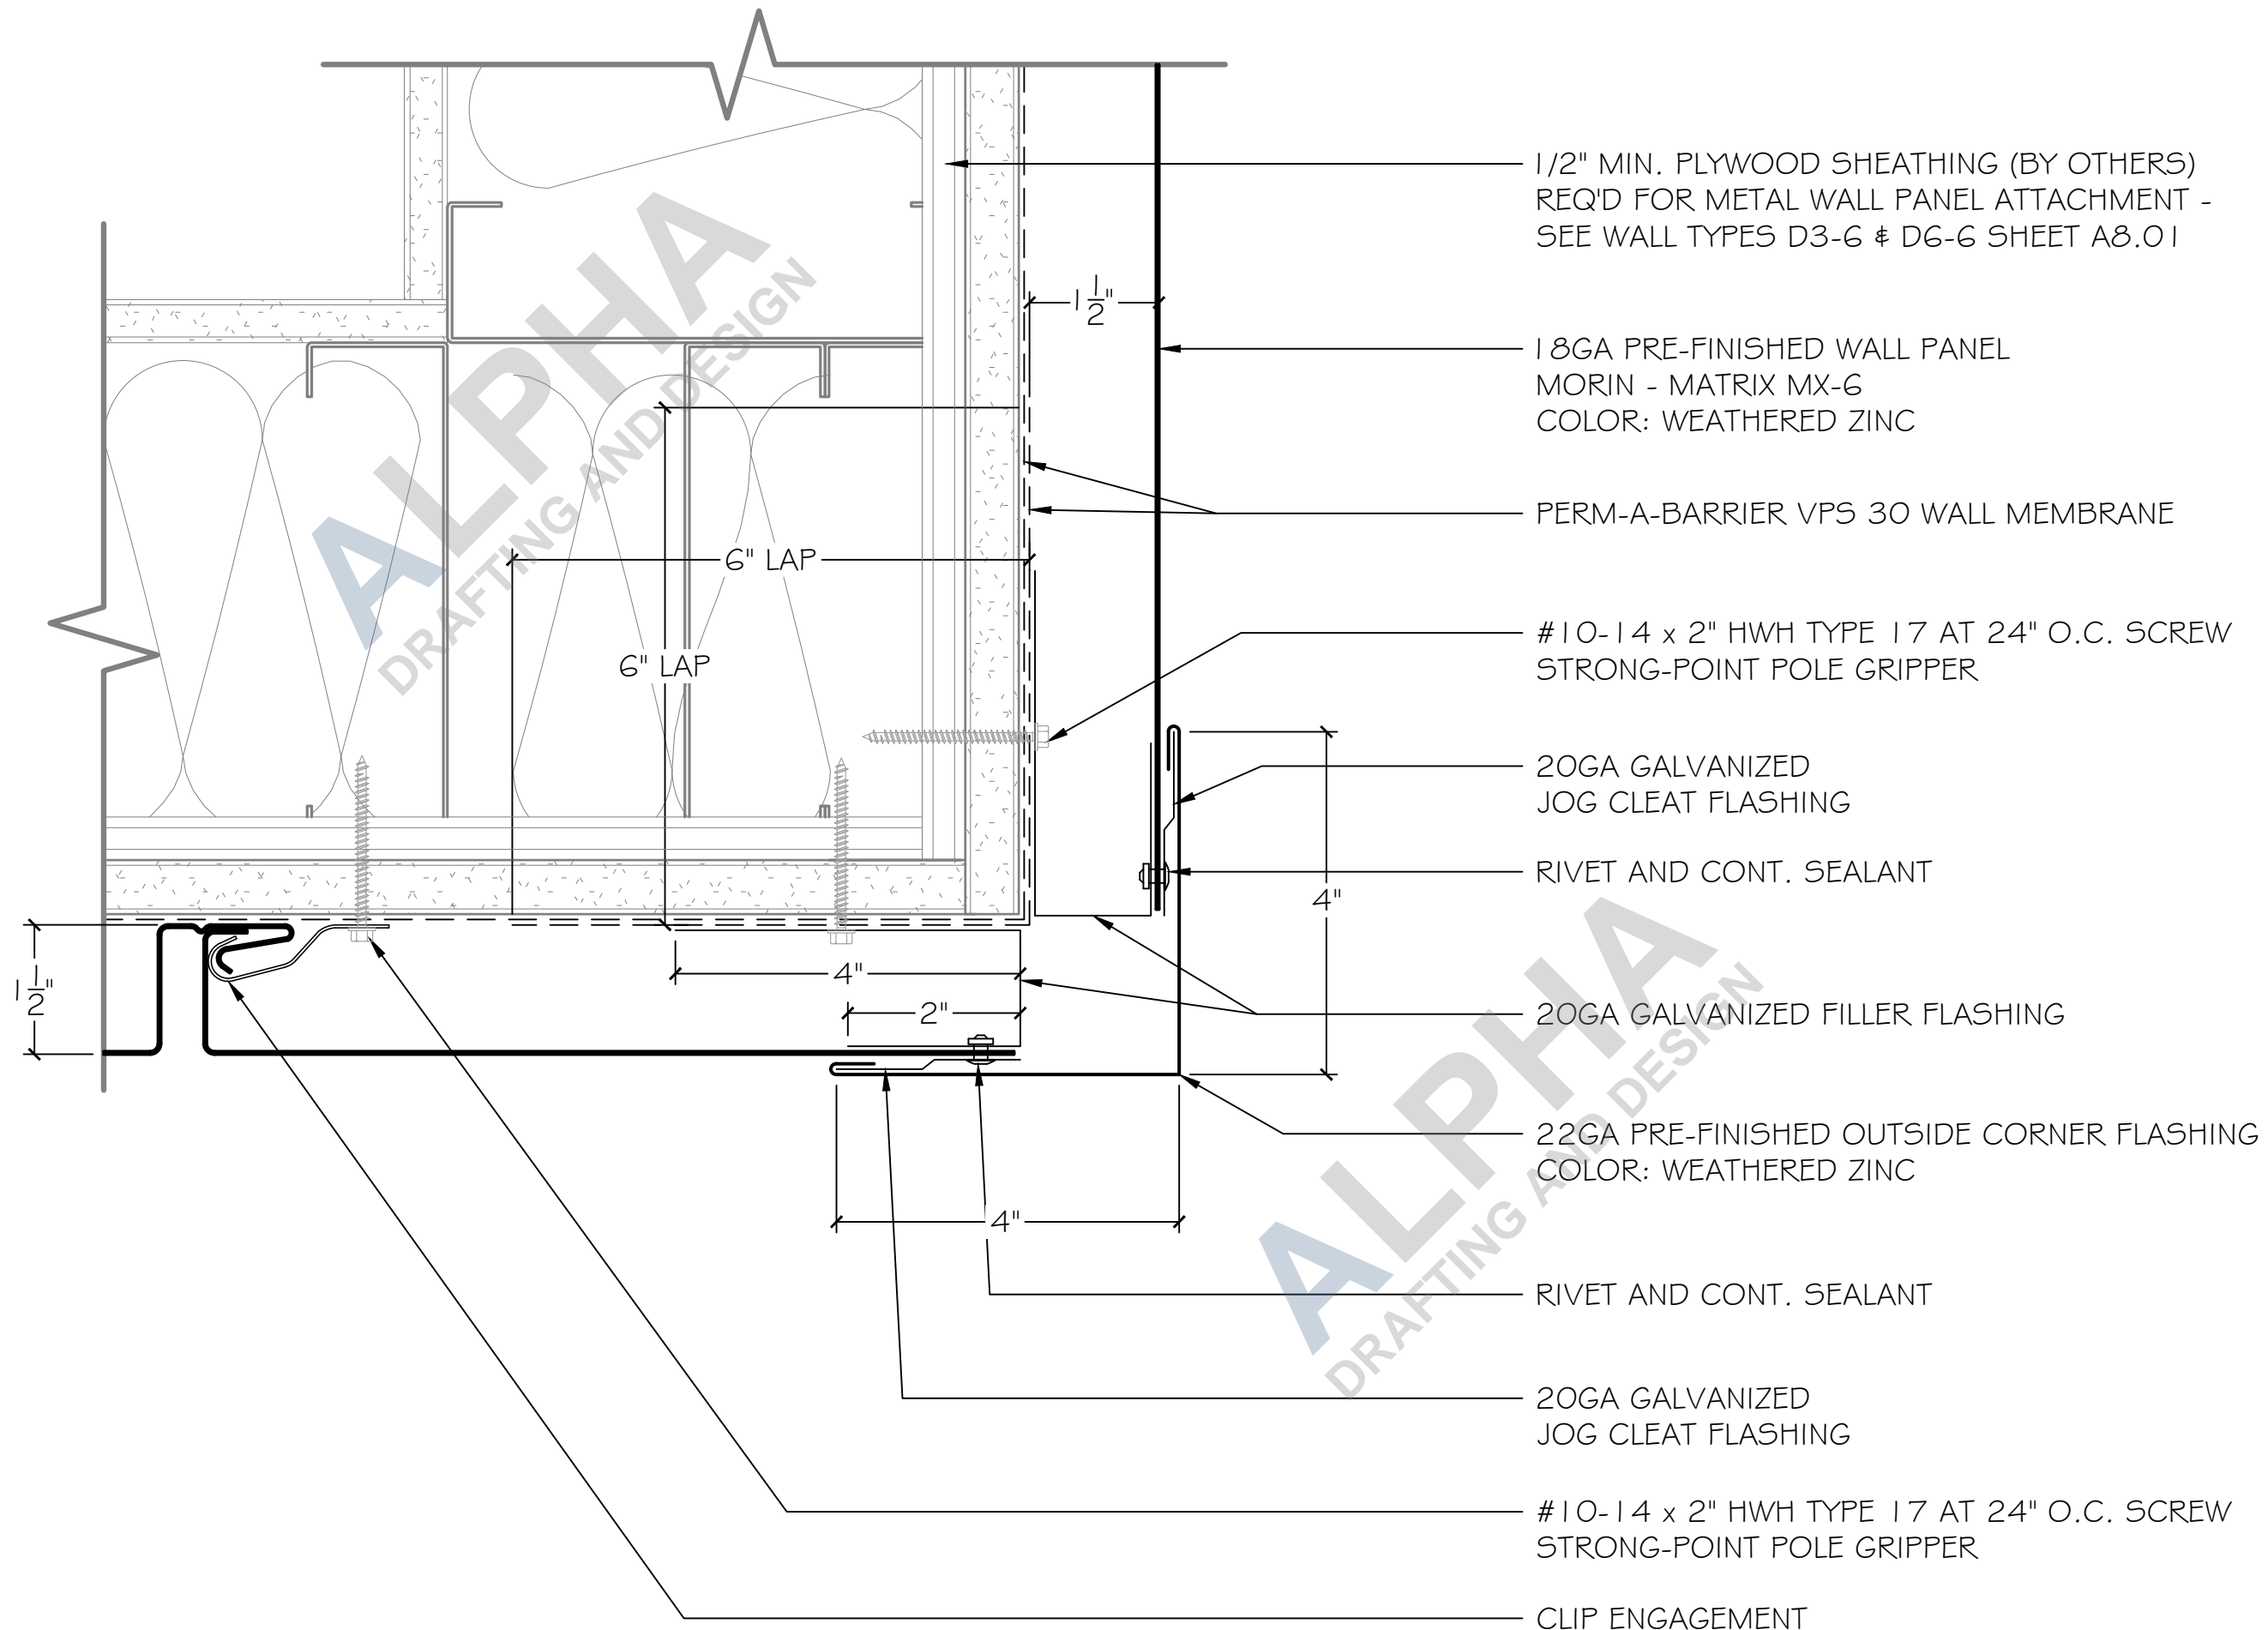 1/2" MIN. PLYWOOD SHEATHING (BY OTHERS)
REQ'D FOR METAL WALL PANEL ATTACHMENT -
SEE WALL TYPES D3-6 & D6-6 SHEET A8.01
1 1/2"
18GA PRE-FINISHED WALL PANEL
MORIN - MATRIX MX-6
COLOR: WEATHERED ZINC
PERM-A-BARRIER VPS 30 WALL MEMBRANE
6" LAP
6" LAP
#10-14 x 2" HWH TYPE 17 AT 24" O.C. SCREW
STRONG-POINT POLE GRIPPER
20GA GALVANIZED
JOG CLEAT FLASHING
RIVET AND CONT. SEALANT
4"
4"
1 1/2"
2"
20GA GALVANIZED FILLER FLASHING
22GA PRE-FINISHED OUTSIDE CORNER FLASHING
COLOR: WEATHERED ZINC
4"
RIVET AND CONT. SEALANT
20GA GALVANIZED
JOG CLEAT FLASHING
#10-14 x 2" HWH TYPE 17 AT 24" O.C. SCREW
STRONG-POINT POLE GRIPPER
CLIP ENGAGEMENT
ALPHA
DRAFTING AND DESIGN
ALPHA
DRAFTING AND DESIGN